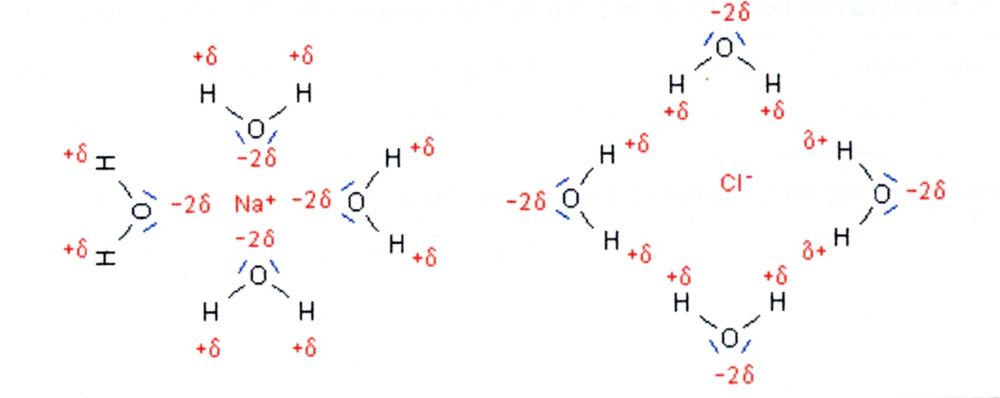 -2δ
O
H H
+δ +δ
+δ +δ
H H
O
-2δ
+δ H
H +δ
-2δ Na⁺ -2δ
O O
-2δ
+δ H
H +δ
O
H H
+δ +δ
H +δ
δ+ H
-2δ O
Cl⁻
O -2δ
H +δ
δ+ H
+δ +δ
H H
O
-2δ